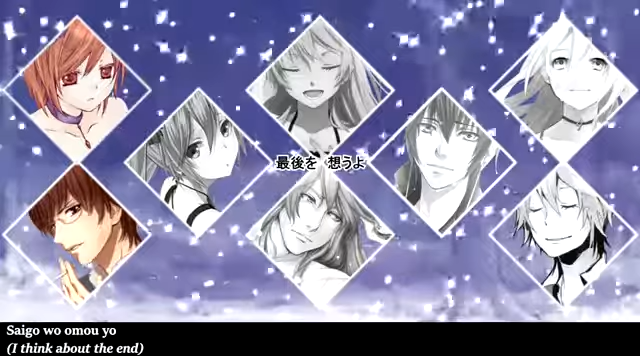 最後を 想うよ
Saigo wo omou yo
(I think about the end)